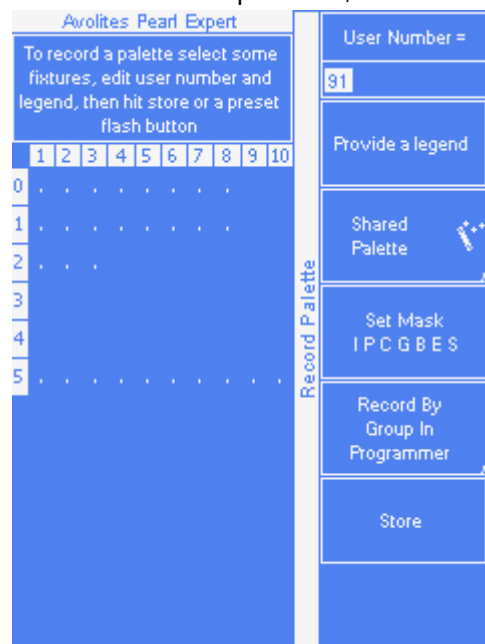 Avolites Pearl Expert
To record a palette select some
fixtures, edit user number and
legend, then hit store or a preset
flash button
1 2 3 4 5 6 7 8 9 10
0 . . . . . . . .
1 . . . . . . . .
2 . . .
3
4
5 . . . . . . . . . .
Record Palette
User Number =
91
Provide a legend
Shared
Palette
Set Mask
I P C G B E S
Record By
Group In
Programmer
Store